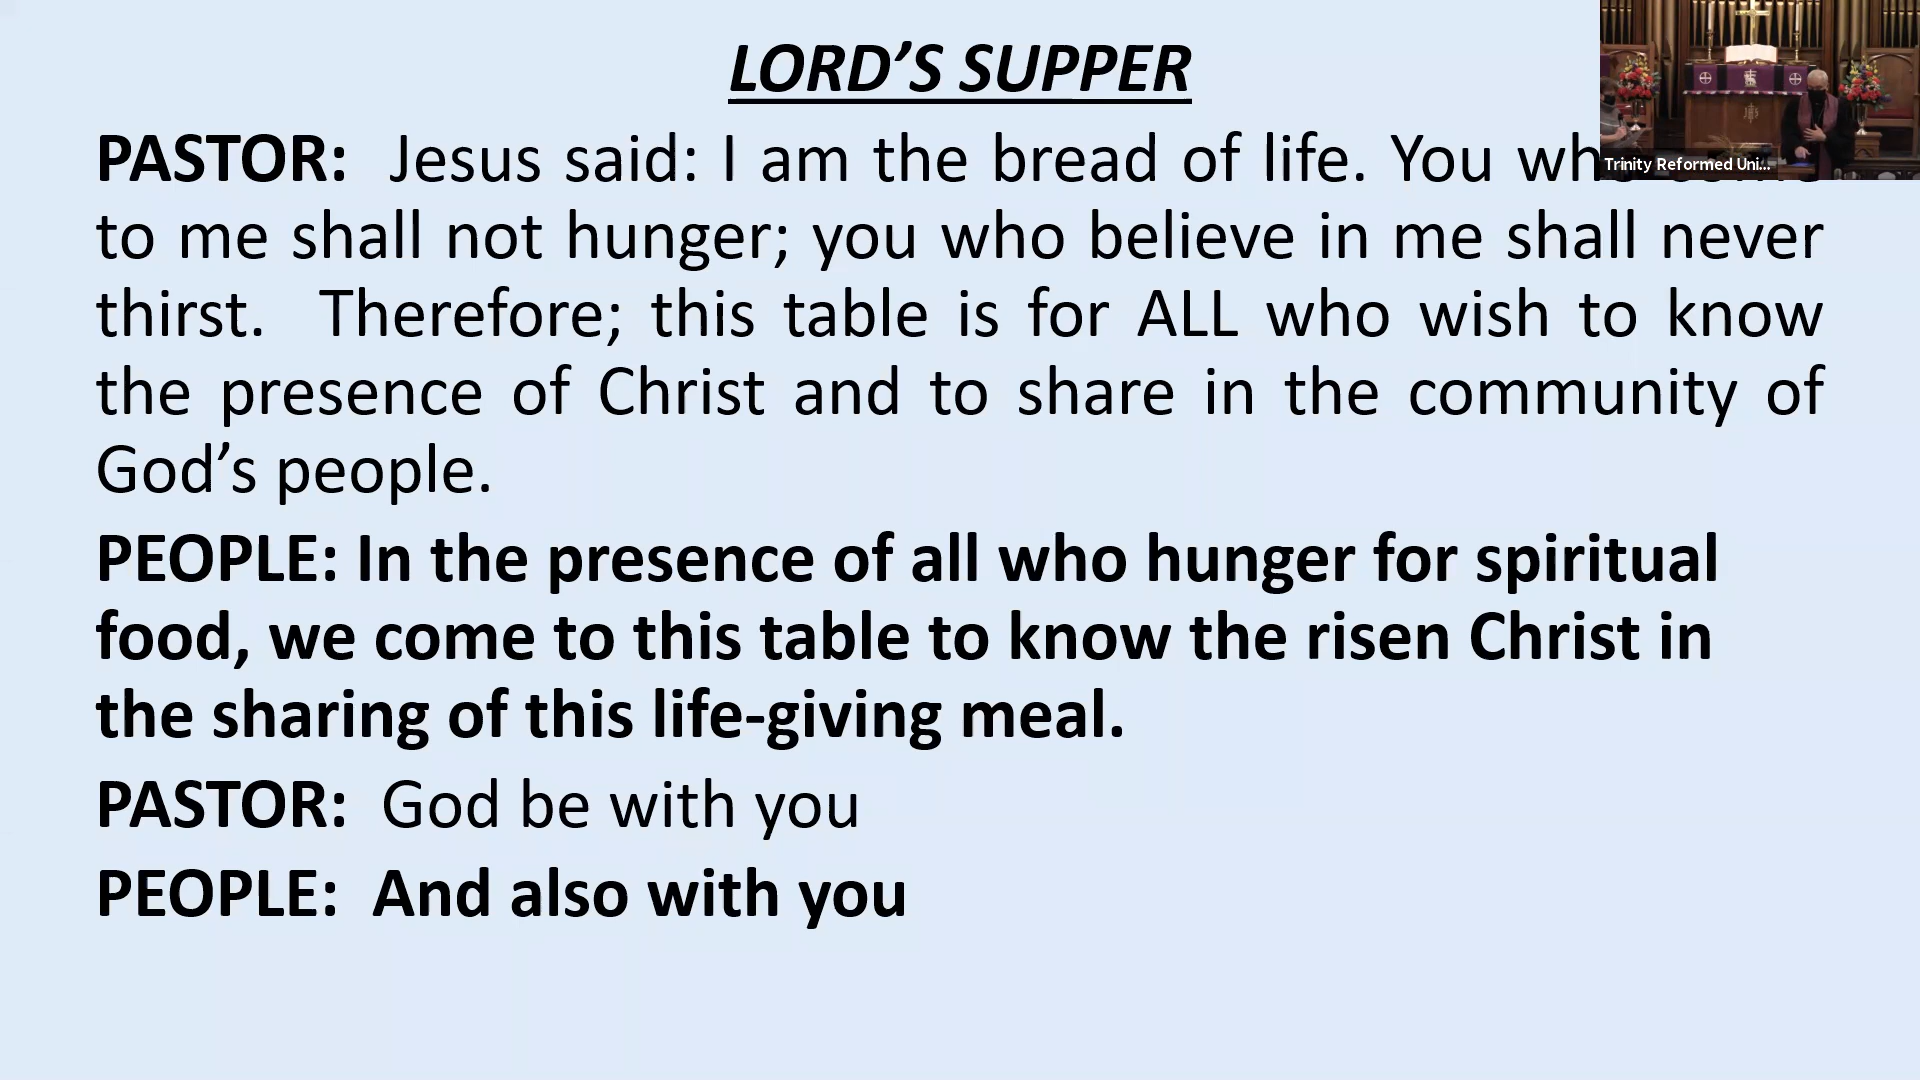 LORD’S SUPPER
PASTOR: Jesus said: I am the bread of life. You who
to me shall not hunger; you who believe in me shall never
thirst. Therefore; this table is for ALL who wish to know
the presence of Christ and to share in the community of
God’s people.
PEOPLE: In the presence of all who hunger for spiritual
food, we come to this table to know the risen Christ in
the sharing of this life-giving meal.
PASTOR: God be with you
PEOPLE: And also with you
Trinity Reformed Uni...